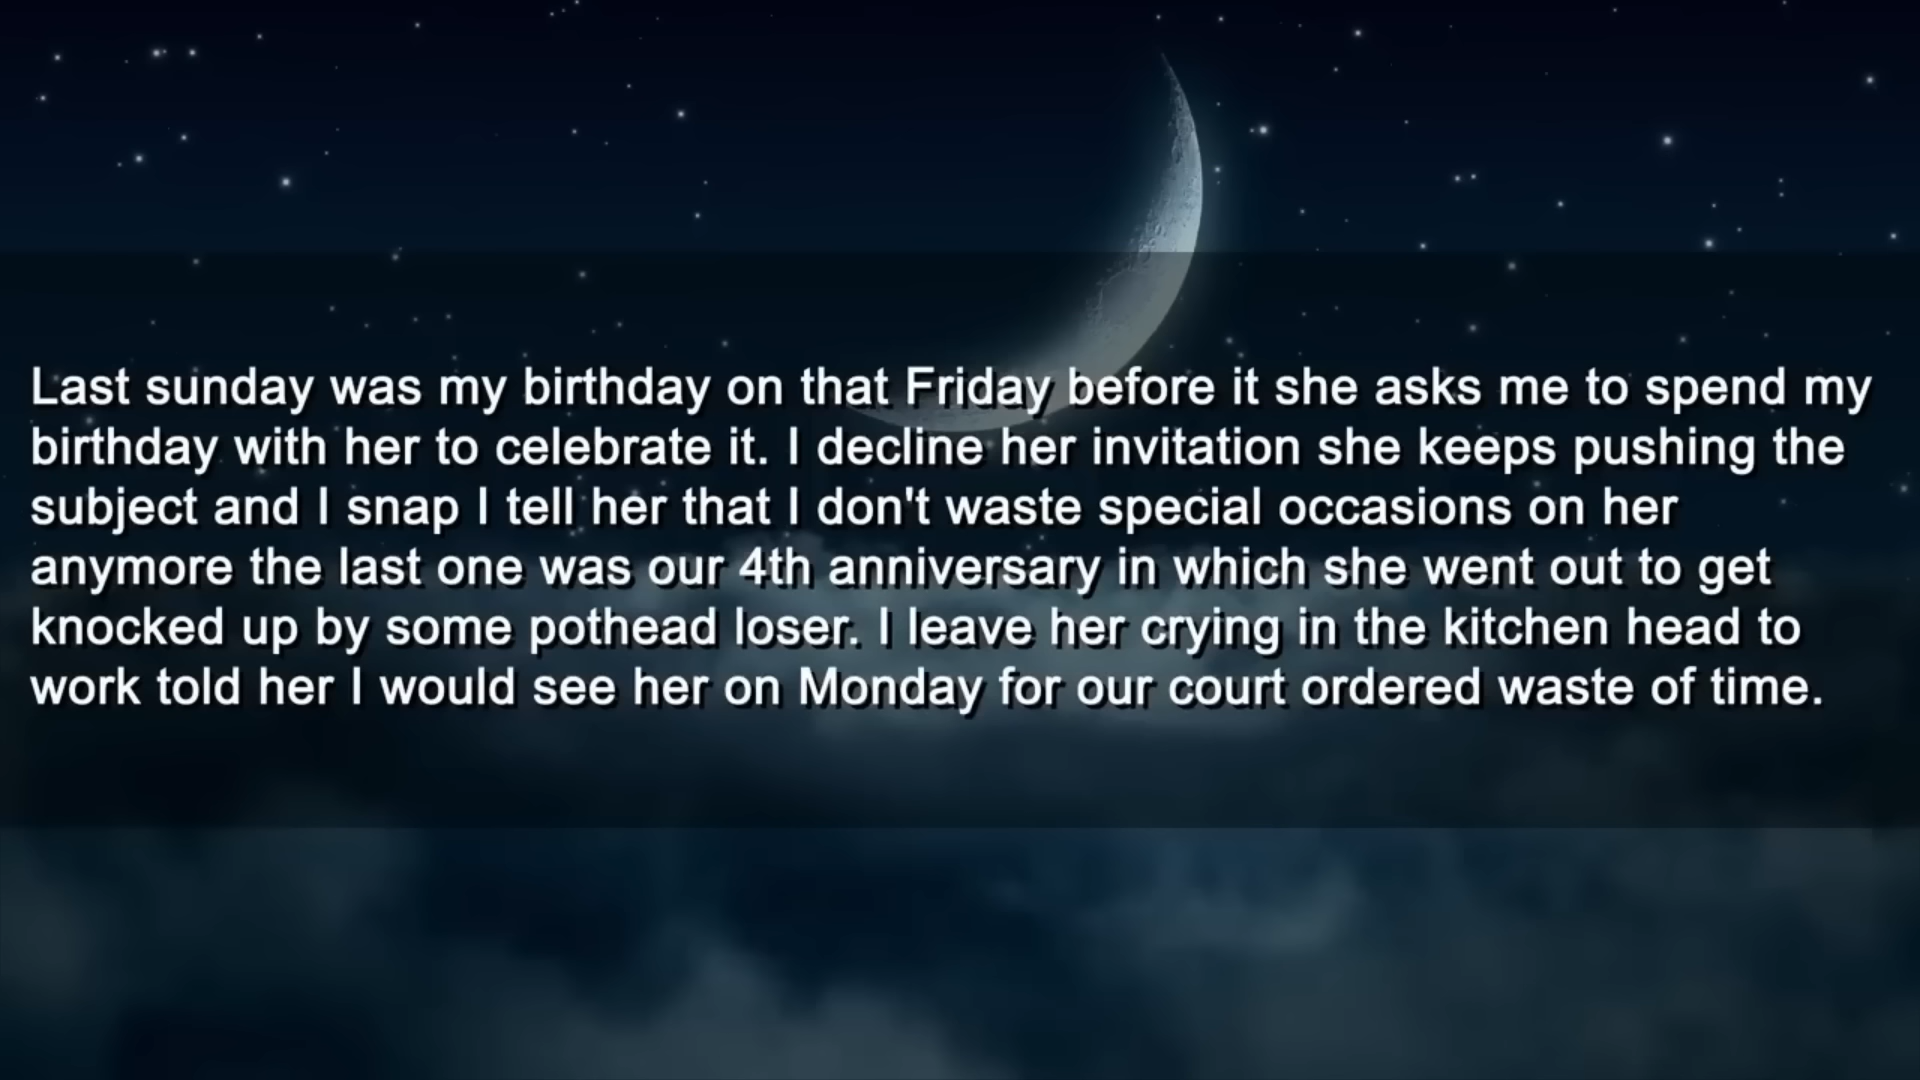 Last sunday was my birthday on that Friday before it she asks me to spend my
birthday with her to celebrate it. I decline her invitation she keeps pushing the
subject and I snap I tell her that I don't waste special occasions on her
anymore the last one was our 4th anniversary in which she went out to get
knocked up by some pothead loser. I leave her crying in the kitchen head to
work told her I would see her on Monday for our court ordered waste of time.